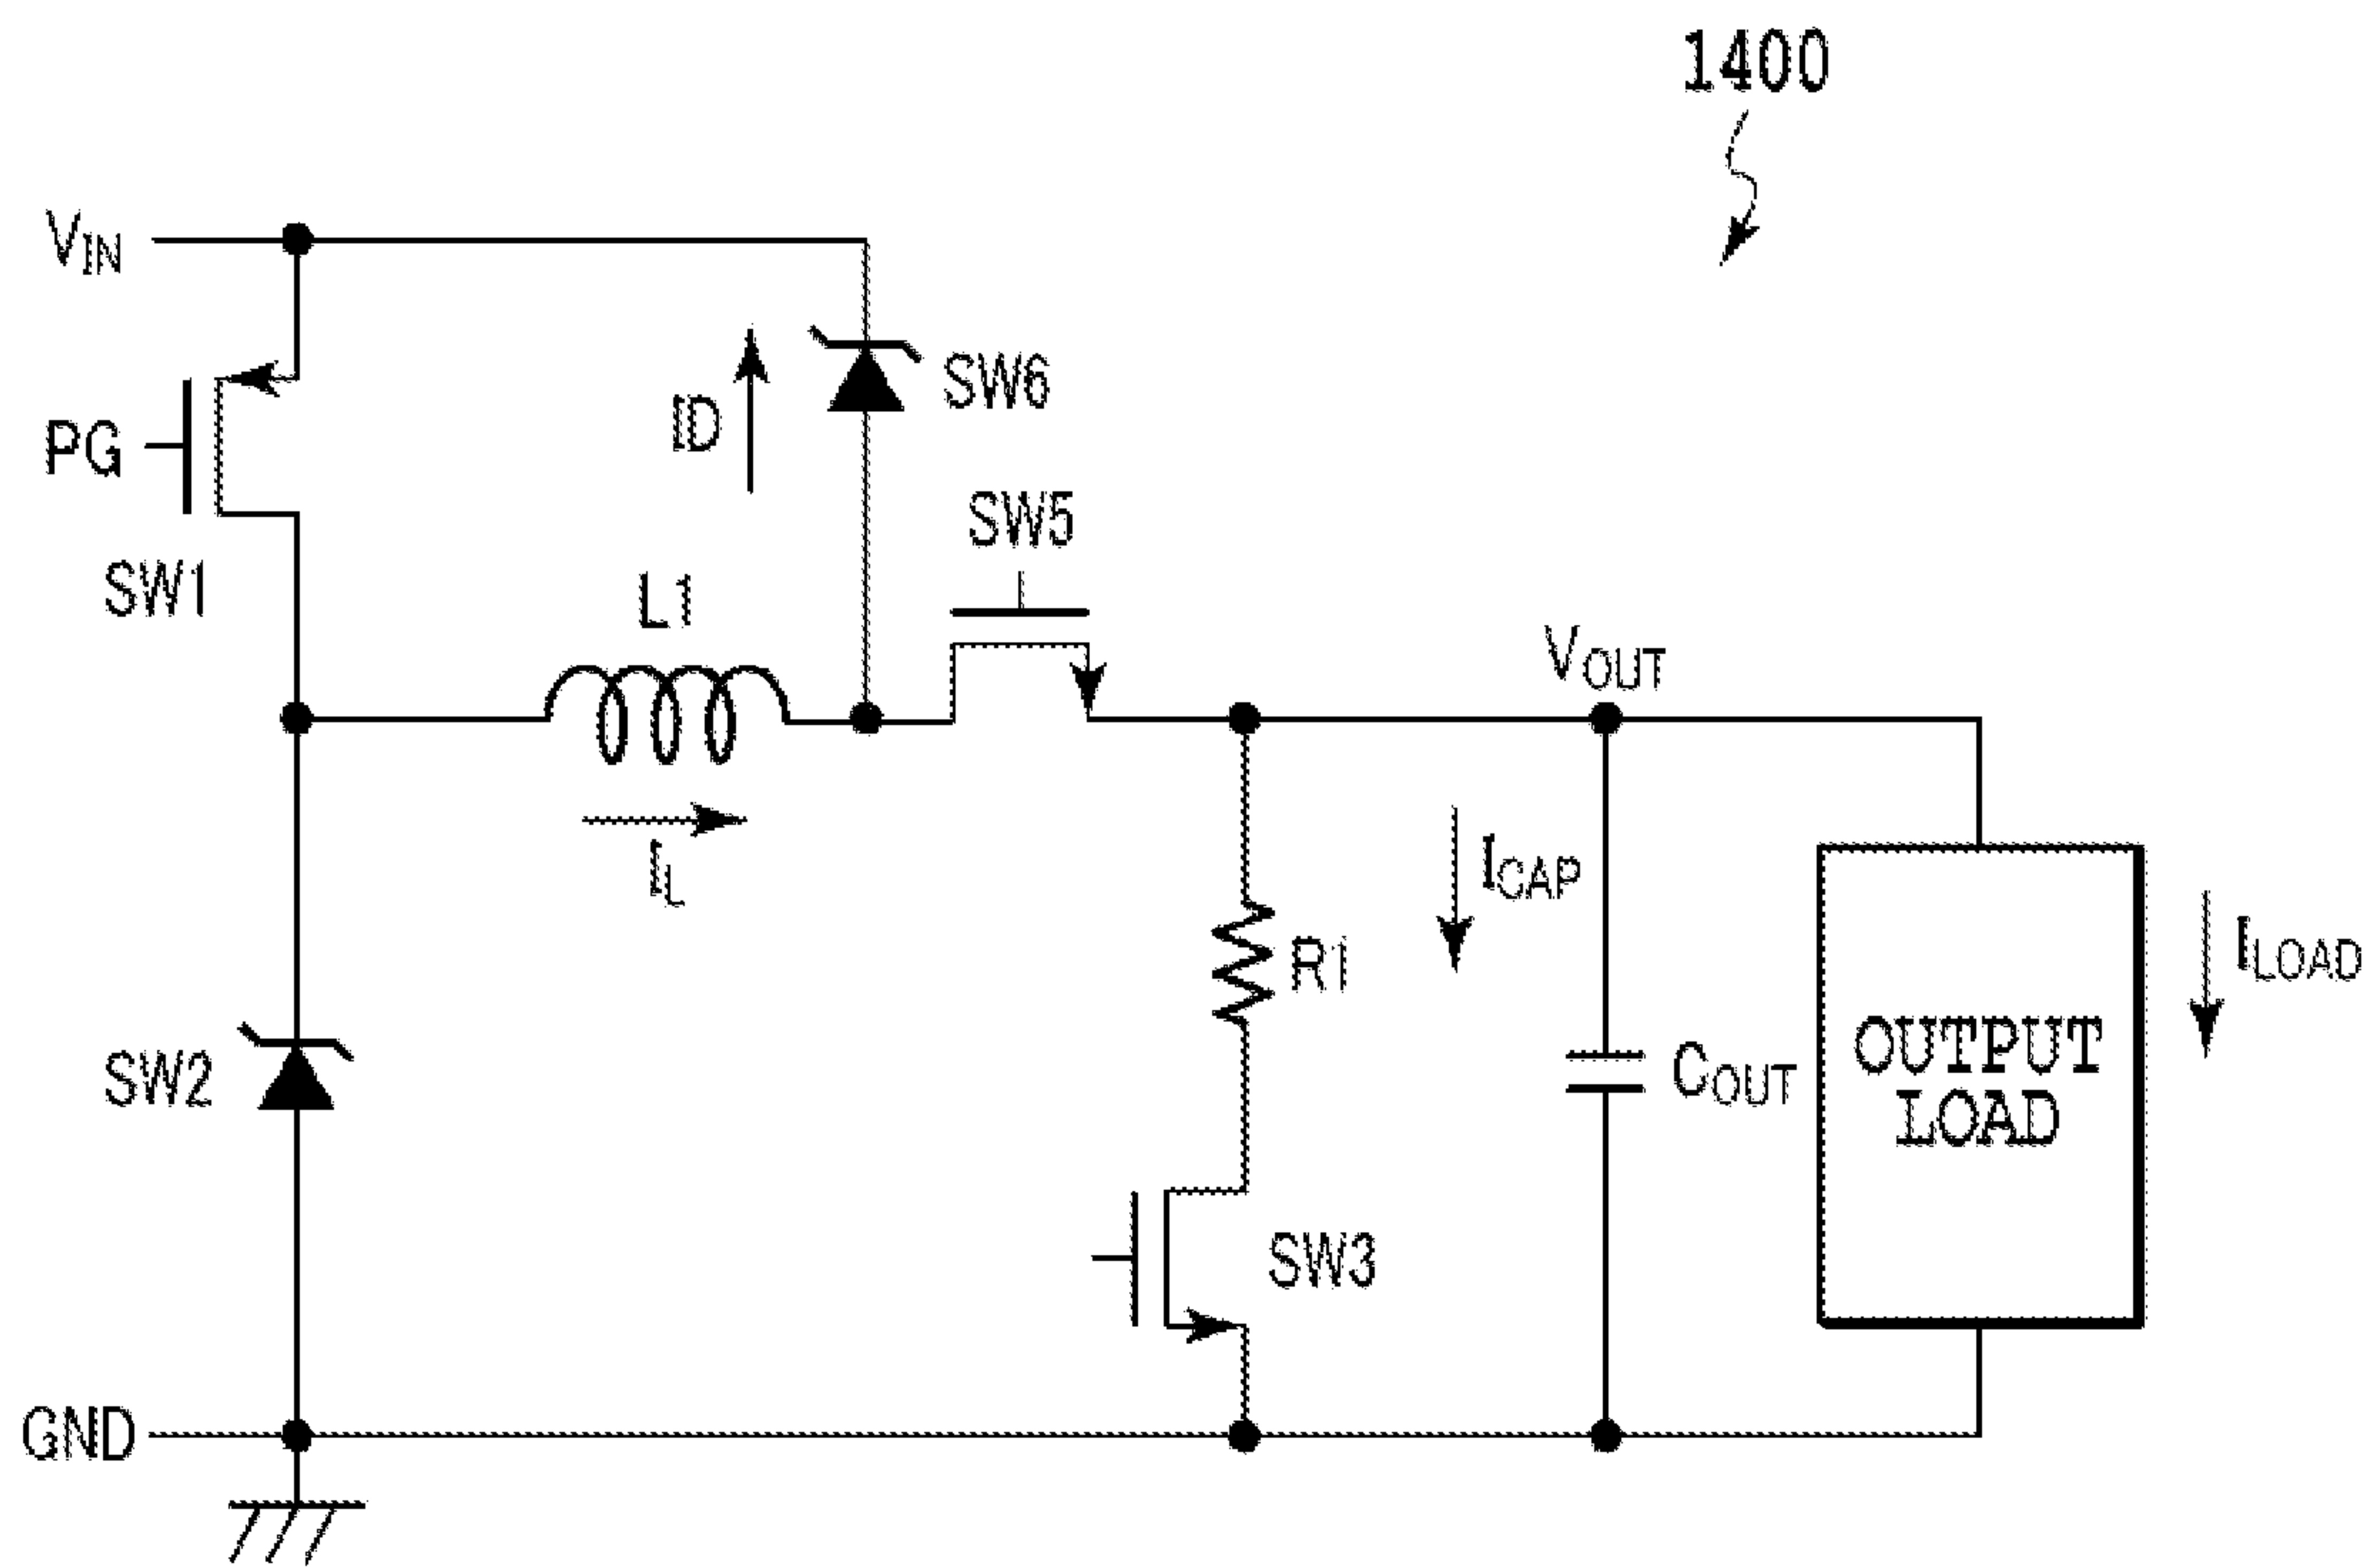 1400
VIN
SW6
ID
PG
SW5
SW1
L1
VOUT
IL
ICAP
R1
ILOAD
COUT
OUTPUT
LOAD
SW2
SW3
GND